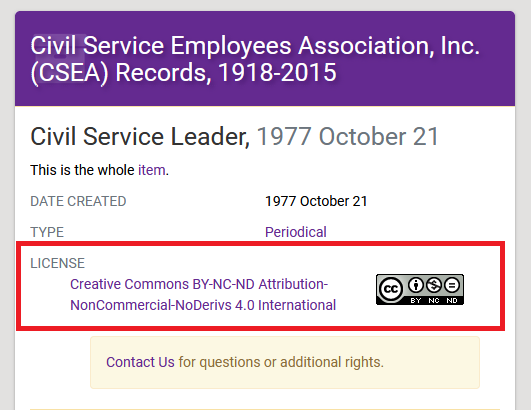 Civil Service Employees Association, Inc.
(CSEA) Records, 1918-2015
Civil Service Leader, 1977 October 21
This is the whole item.
DATE CREATED 1977 October 21
TYPE Periodical
LICENSE
Creative Commons BY-NC-ND Attribution-
NonCommercial-NoDerivs 4.0 International
cc $ =
BY NC ND
Contact Us for questions or additional rights.